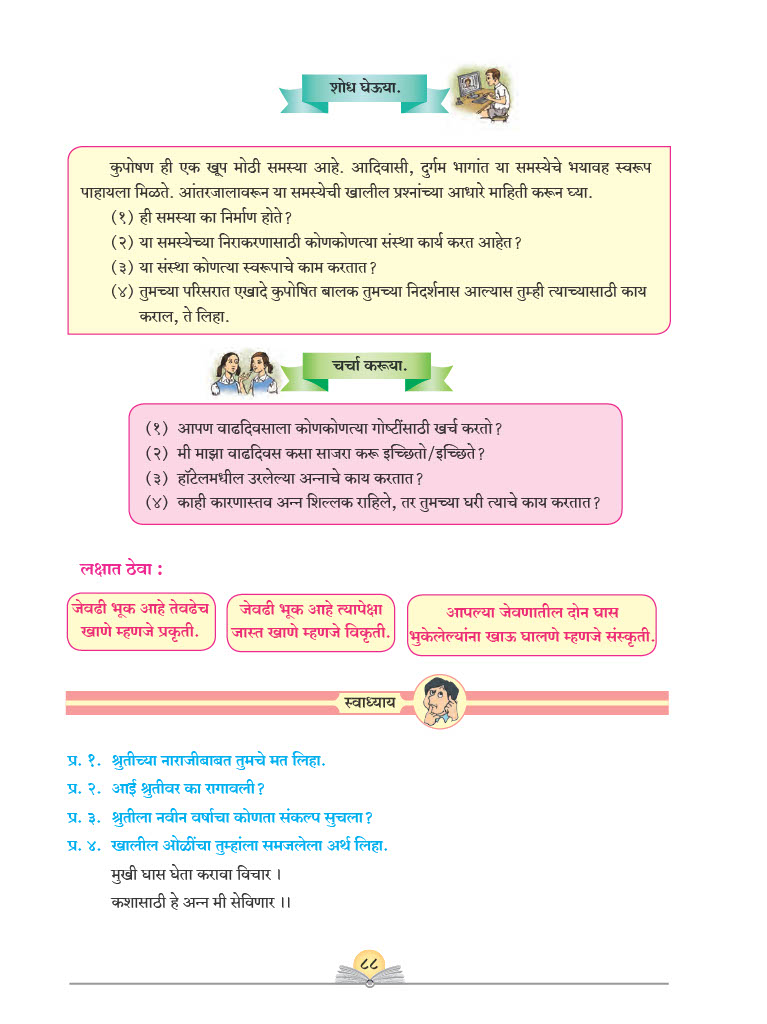 शोध घेऊया.
कुपोषण ही एक खूप मोठी समस्या आहे. आदिवासी, दुर्गम भागांत या समस्येचे भयावह स्वरूप
पाहायला मिळते. आंतरजालावरून या समस्येची खालील प्रश्नांच्या आधारे माहिती करून घ्या.
(१) ही समस्या का निर्माण होते?
(२) या समस्येच्या निराकरणासाठी कोणकोणत्या संस्था कार्य करत आहेत?
(३) या संस्था कोणत्या स्वरूपाचे काम करतात?
(४) तुमच्या परिसरात एखादे कुपोषित बालक तुमच्या निदर्शनास आल्यास तुम्ही त्याच्यासाठी काय
कराल, ते लिहा.
चर्चा करूया.
(१) आपण वाढदिवसाला कोणकोणत्या गोष्टींसाठी खर्च करतो?
(२) मी माझा वाढदिवस कसा साजरा करू इच्छितो/इच्छिते?
(३) हॉटेलमधील उरलेल्या अन्नाचे काय करतात?
(४) काही कारणास्तव अन्न शिल्लक राहिले, तर तुमच्या घरी त्याचे काय करतात?
लक्षात ठेवा :
जेवढी भूक आहे तेवढेच
खाणे म्हणजे प्रकृती.
जेवढी भूक आहे त्यापेक्षा
जास्त खाणे म्हणजे विकृती.
आपल्या जेवणातील दोन घास
भुकेलेल्यांना खाऊ घालणे म्हणजे संस्कृती.
स्वाध्याय
प्र. १. श्रुतीच्या नाराजीबाबत तुमचे मत लिहा.
प्र. २. आई श्रुतीवर का रागावली?
प्र. ३. श्रुतीला नवीन वर्षाचा कोणता संकल्प सुचला?
प्र. ४. खालील ओळींचा तुम्हांला समजलेला अर्थ लिहा.
मुखी घास घेता करावा विचार ।
कशासाठी हे अन्न मी सेविणार ।।
८८